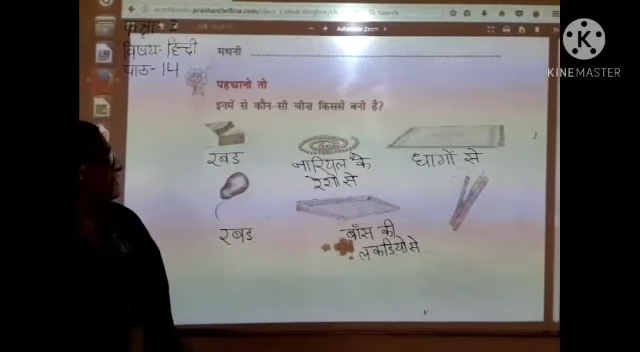 कक्षा - 3
विषय- हिन्दी
पाठ- 14
मथनी
पहचानो तो
इनमें से कौन-सी चीज़ किससे बनी है?
रबड़
नारियल के
रेशो से
धागों से
रबड़
बाँस की
लकडियो से
KINEMASTER